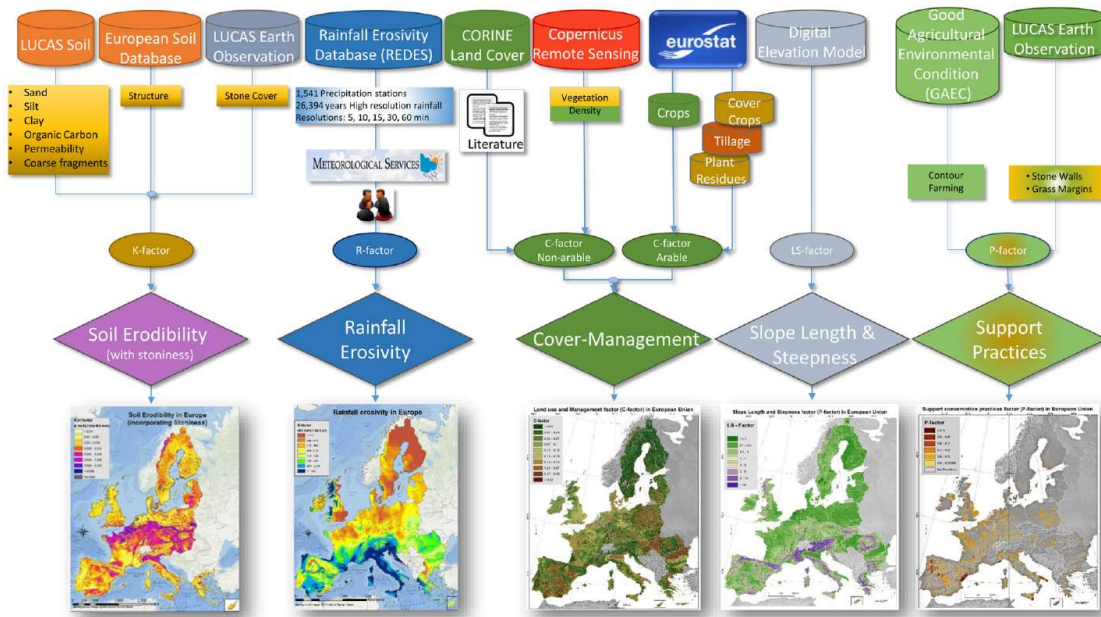 LUCAS Soil
European Soil
Database
LUCAS Earth
Observation
Rainfall Erosivity
Database (REDES)
CORINE
Land Cover
Copernicus
Remote Sensing
eurostat
Digital
Elevation Model
Good
Agricultural
Environmental
Condition
(GAEC)
LUCAS Earth
Observation
• Sand
• Silt
• Clay
• Organic Carbon
• Permeability
• Coarse fragments
Structure
Stone Cover
1,541 Precipitation stations
26,394 years High resolution rainfall
Resolutions: 5, 10, 15, 30, 60 min
METEOROLOGICAL SERVICES
Literature
Vegetation
Density
Crops
Cover
Crops
Tillage
Plant
Residues
Contour
Farming
• Stone Walls
• Grass Margins
K-factor
R-factor
C-factor
Non-arable
C-factor
Arable
LS-factor
P-factor
Soil Erodibility
(with stoniness)
Rainfall
Erosivity
Cover-Management
Slope Length &
Steepness
Support
Practices
Soil Erodibility in Europe
(incorporating Stoniness)
Rainfall erosivity in Europe
Land use and Management factor (C-factor) in European Union
C-factor
Slope Length and Steepness factor (P-factor) in European Union
LS - Factor
Support conservation practices factor (P-factor) in European Union
P-factor